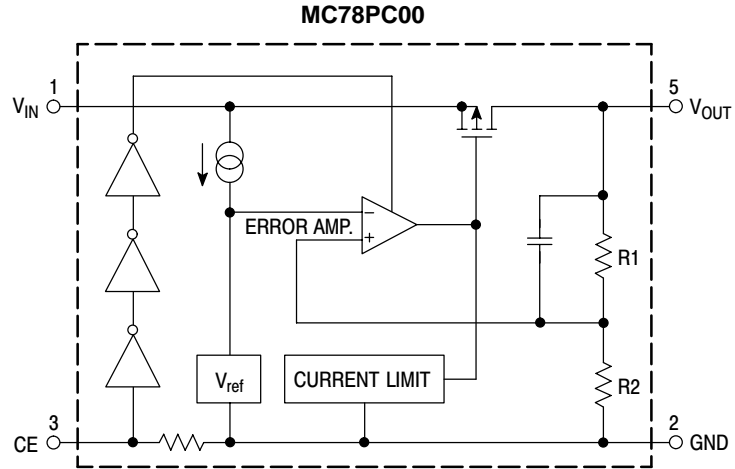 MC78PC00
1
V_IN
5
V_OUT
ERROR AMP.
−
+
R1
V_ref
CURRENT LIMIT
R2
3
CE
2
GND